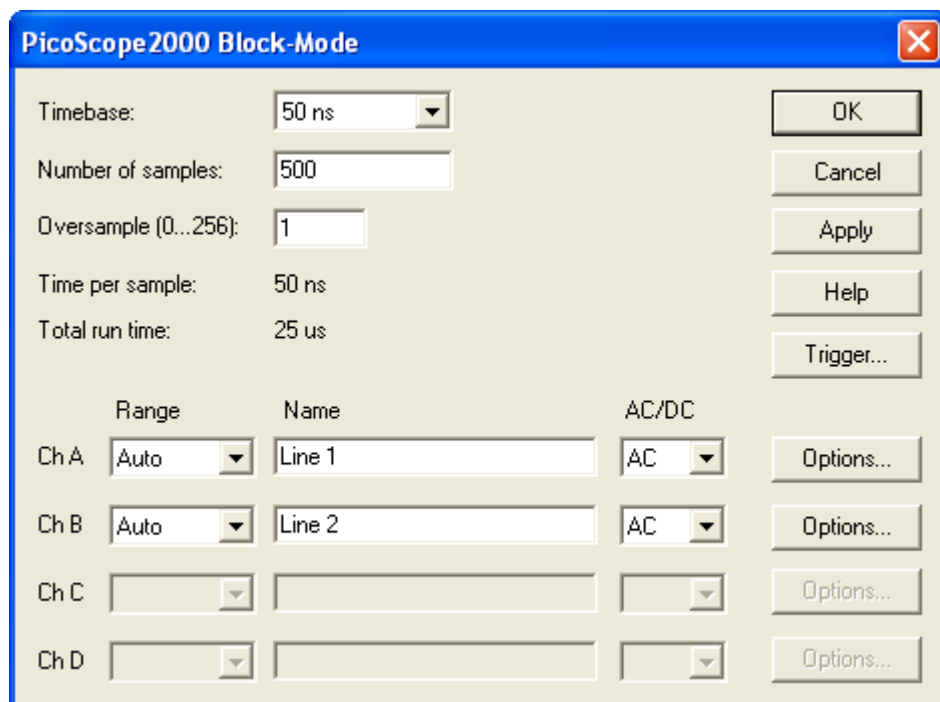 PicoScope2000 Block-Mode
Timebase: 50 ns OK
Number of samples: 500 Cancel
Oversample (0...256): 1 Apply
Time per sample: 50 ns Help
Total run time: 25 us
Trigger...
Range Name AC/DC
Ch A Auto Line 1 AC Options...
Ch B Auto Line 2 AC Options...
Ch C Options...
Ch D Options...